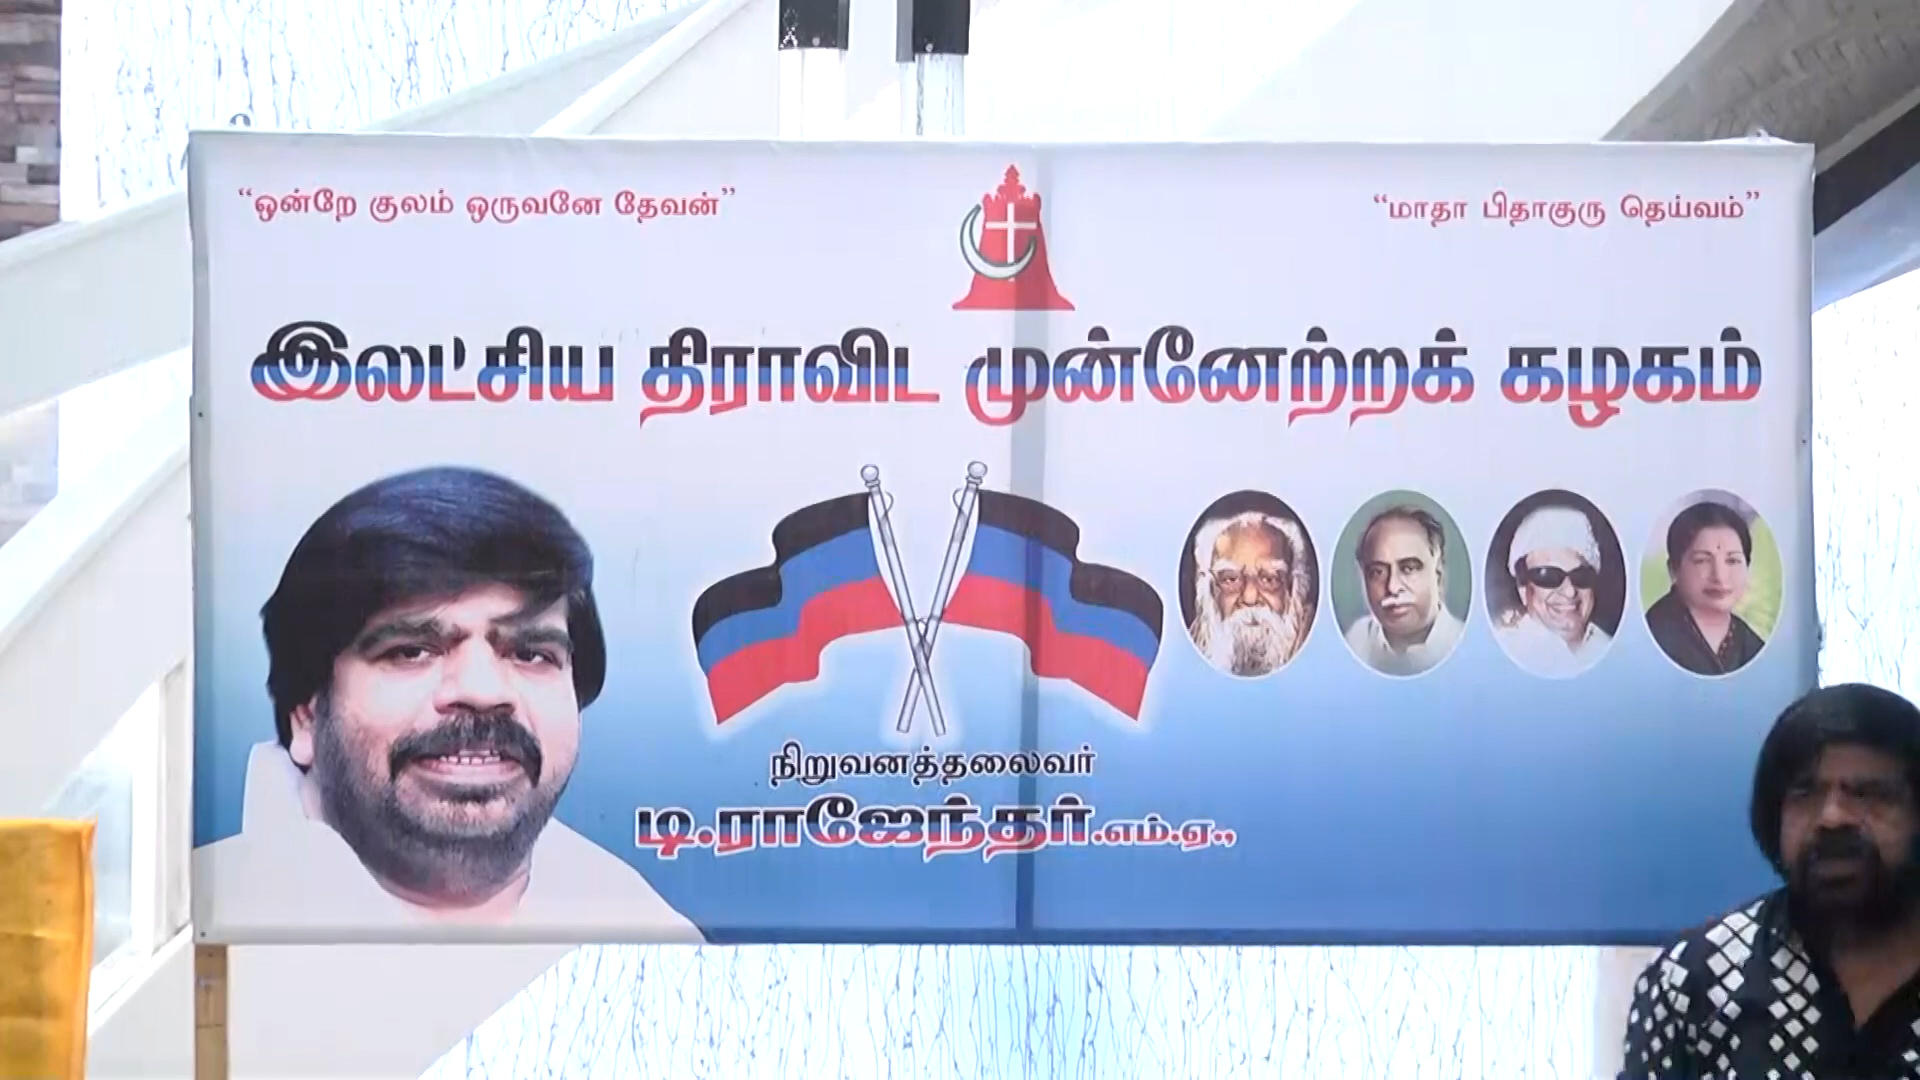 “ஒன்றே குலம் ஒருவனே தேவன்”
“மாதா பிதாகுரு தெய்வம்”
இலட்சிய திராவிட முன்னேற்றக் கழகம்
நிறுவனத்தலைவர்
டி.ராஜேந்தர்.எம்.ஏ.,